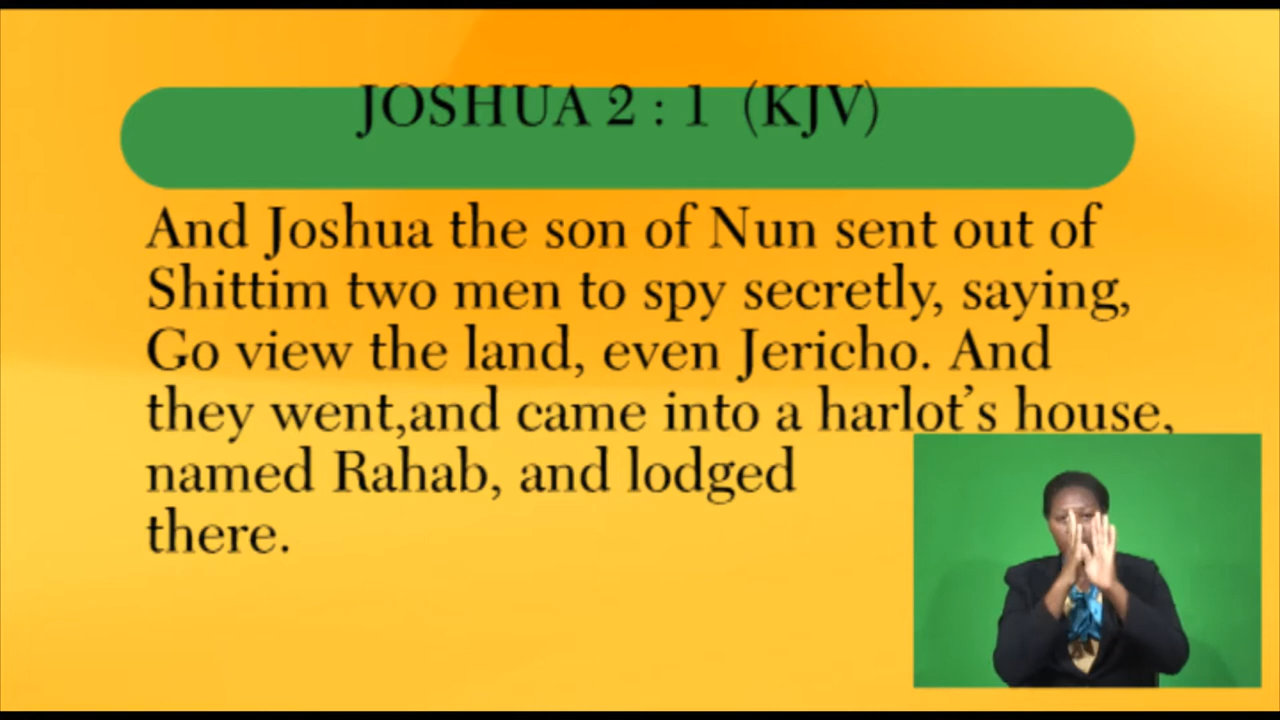 JOSHUA 2 : 1 (KJV)
And Joshua the son of Nun sent out of
Shittim two men to spy secretly, saying,
Go view the land, even Jericho. And
they went,and came into a harlot’s house,
named Rahab, and lodged
there.